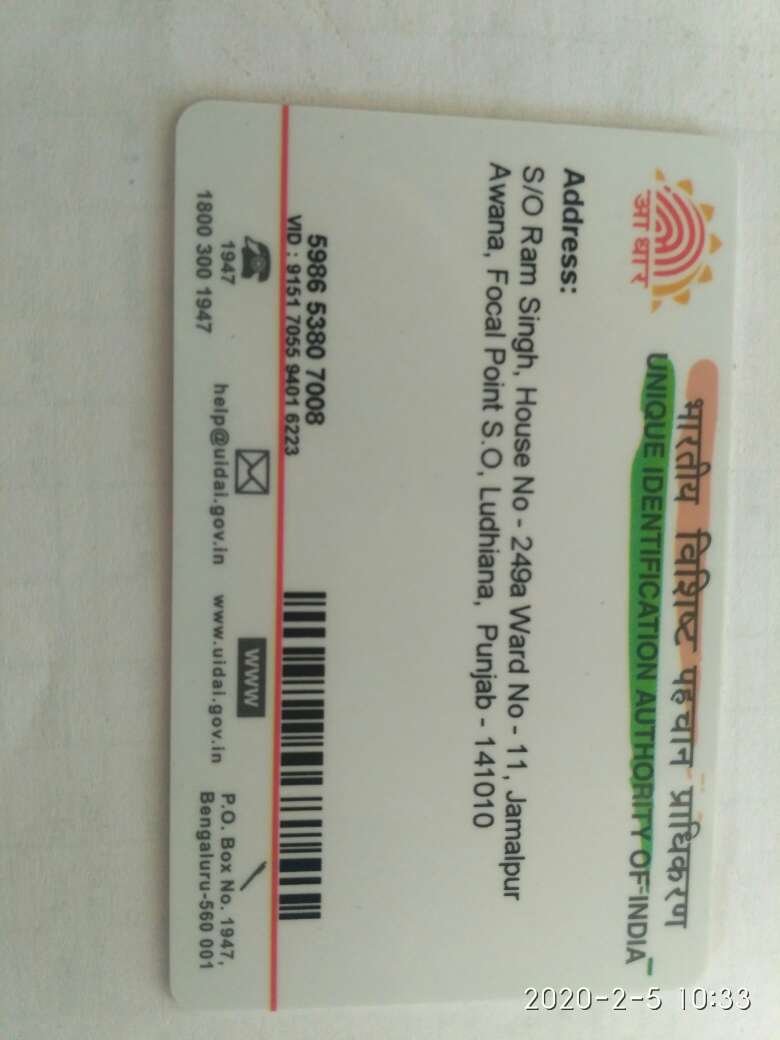 आधार
भारतीय विशिष्ट पहचान प्राधिकरण
UNIQUE IDENTIFICATION AUTHORITY OF INDIA
Address:
S/O Ram Singh, House No - 249a Ward No - 11, Jamalpur
Awana, Focal Point S.O, Ludhiana, Punjab - 141010
5986 5380 7008
VID : 9151 7055 9401 6223
1947
1800 300 1947
help@uidai.gov.in
www
www.uidai.gov.in
P.O. Box No. 1947,
Bengaluru-560 001
2020-2-5 10:33